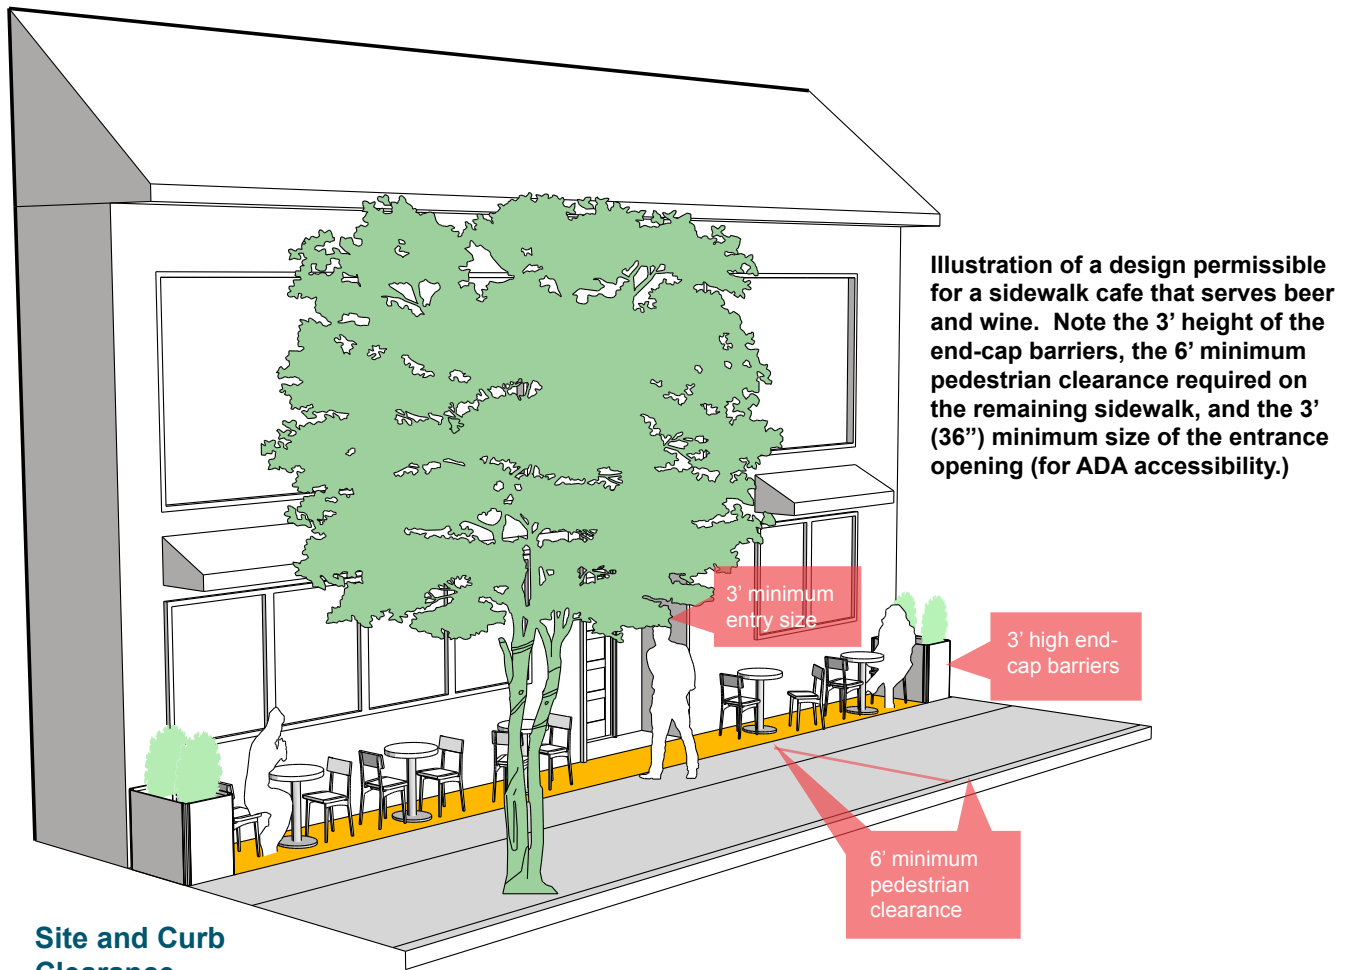 Illustration of a design permissible
for a sidewalk cafe that serves beer
and wine.  Note the 3’ height of the
end-cap barriers, the 6’ minimum
pedestrian clearance required on
the remaining sidewalk, and the 3’
(36”) minimum size of the entrance
opening (for ADA accessibility.)
3’ minimum
entry size
3’ high end-
cap barriers
6’ minimum
pedestrian
clearance
Site and Curb
Clearance